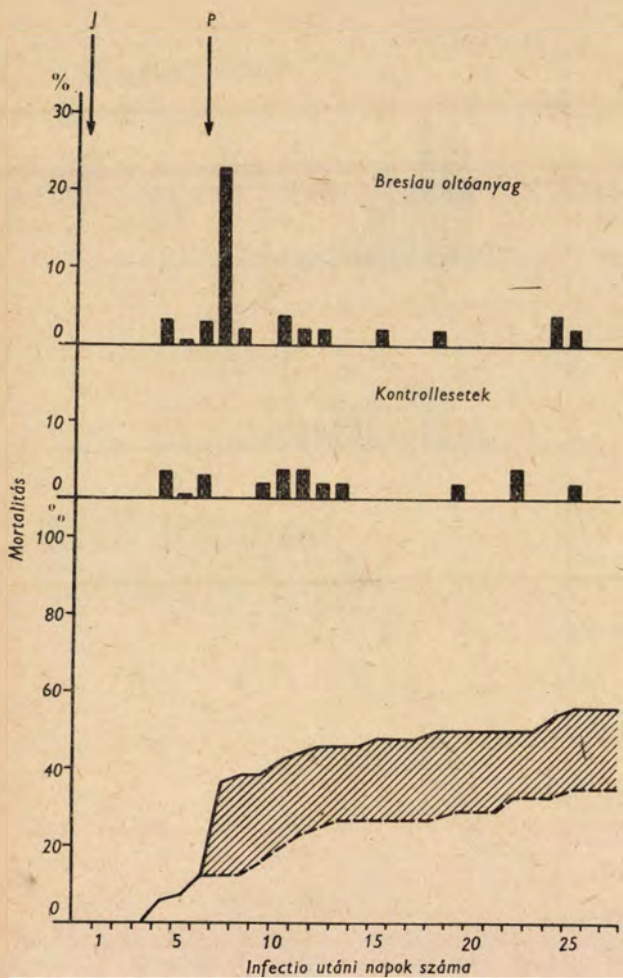 J P
%
30
20
10
0
Breslau oltóanyag
Kontrollesetek
10
0
Mortalitás
%
100
80
60
40
20
0
1 5 10 15 20 25
Infectio utáni napok száma